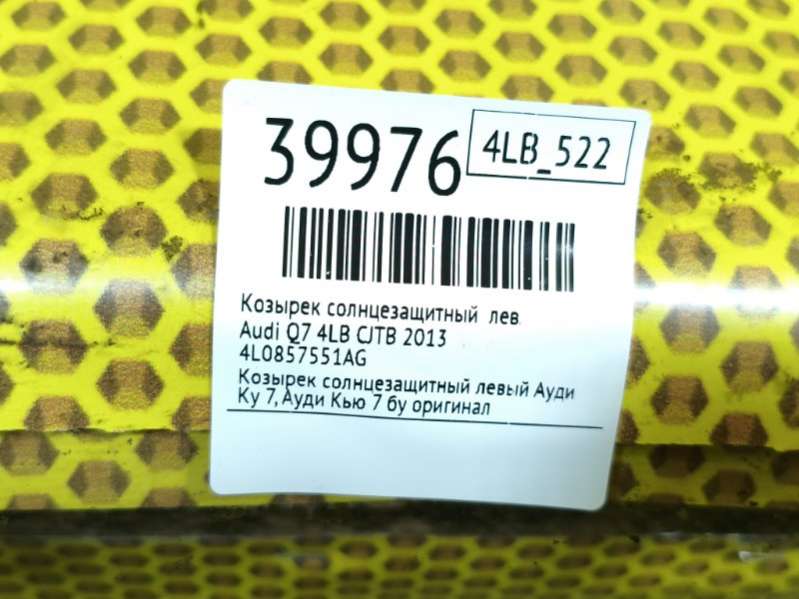 39976
4LB_522
Козырек солнцезащитный лев
Audi Q7 4LB CJTB 2013
4L0857551AG
Козырек солнцезащитный левый Ауди
Ку 7, Ауди Кью 7 бу оригинал